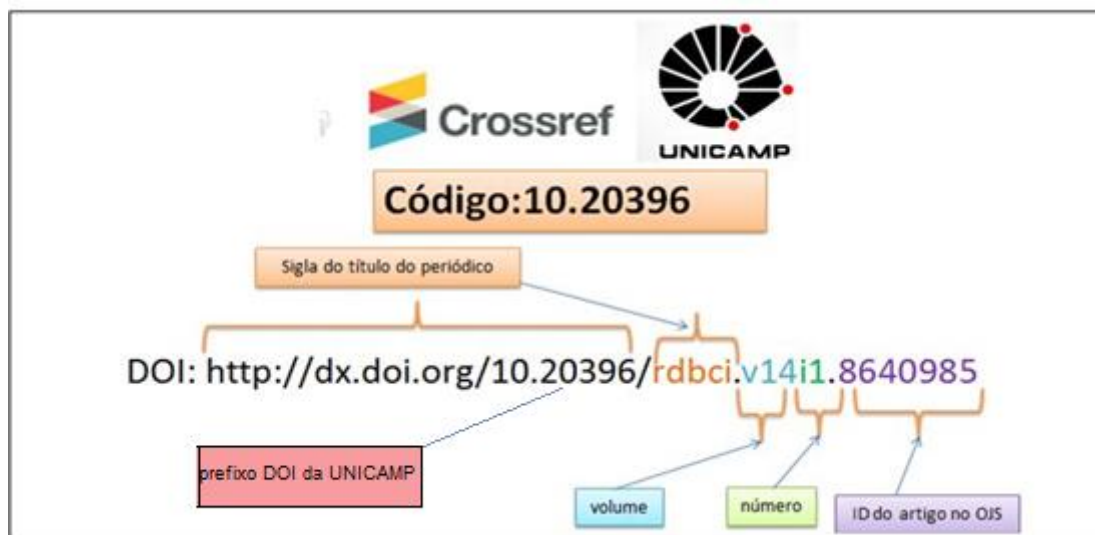 Crossref
UNICAMP
Código:10.20396
Sigla do título do periódico
DOI: http://dx.doi.org/10.20396/rdbci.v14i1.8640985
prefixo DOI da UNICAMP
volume
número
ID do artigo no OJS